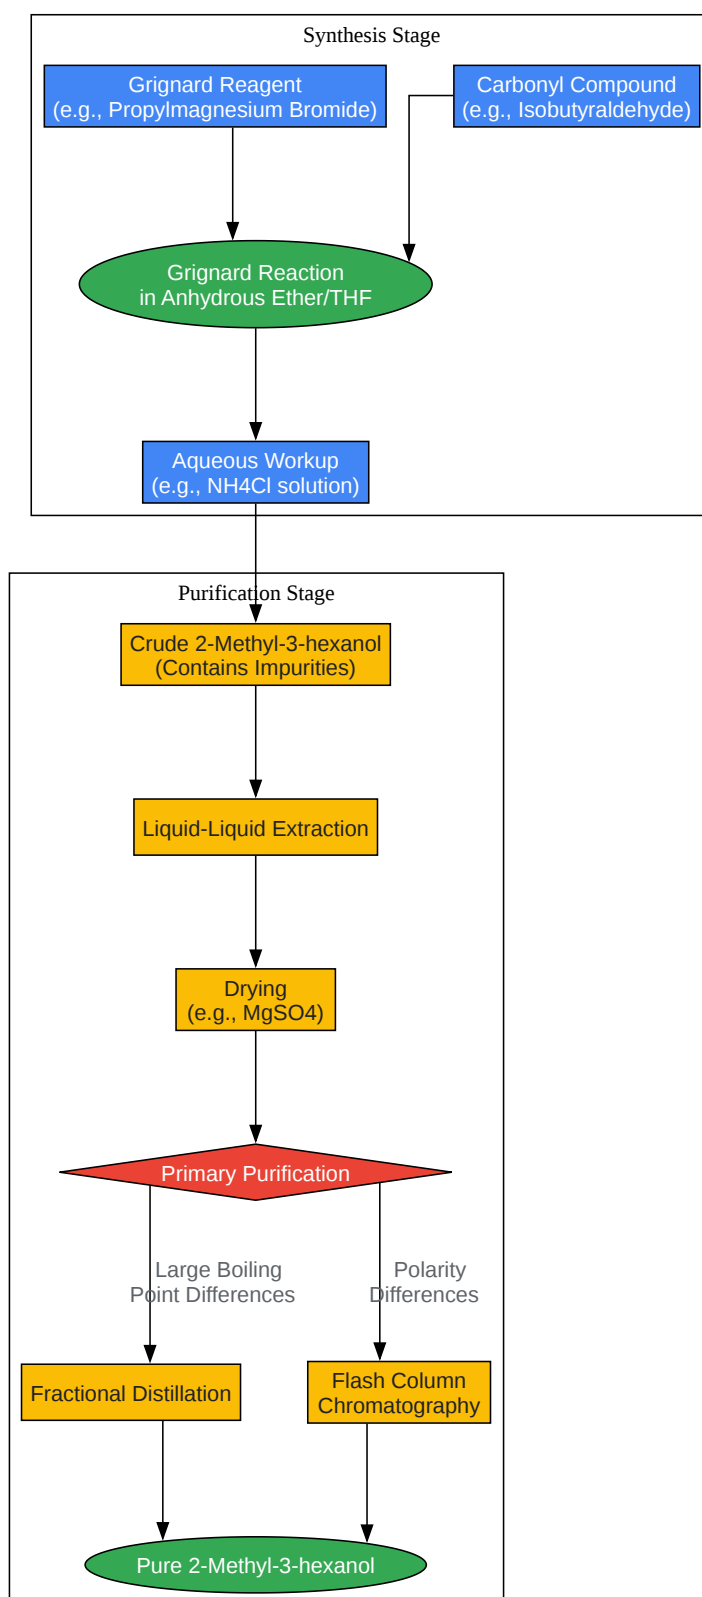 Synthesis Stage
Grignard Reagent
(e.g., Propylmagnesium Bromide)
Carbonyl Compound
(e.g., Isobutyraldehyde)
Grignard Reaction
in Anhydrous Ether/THF
Aqueous Workup
(e.g., NH4Cl solution)
Purification Stage
Crude 2-Methyl-3-hexanol
(Contains Impurities)
Liquid-Liquid Extraction
Drying
(e.g., MgSO4)
Primary Purification
Large Boiling
Point Differences
Polarity
Differences
Fractional Distillation
Flash Column
Chromatography
Pure 2-Methyl-3-hexanol